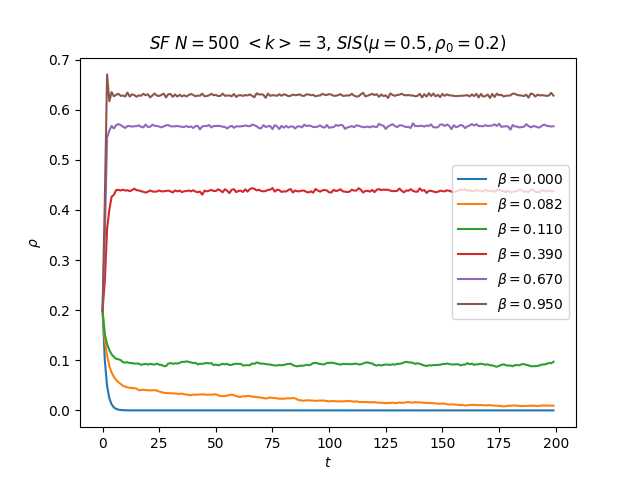 SF N = 500 < k > = 3, SIS(μ = 0.5, ρ₀ = 0.2)
0.7
0.6
0.5
0.4
0.3
0.2
0.1
0.0
ρ
β = 0.000
β = 0.082
β = 0.110
β = 0.390
β = 0.670
β = 0.950
0 25 50 75 100 125 150 175 200
t